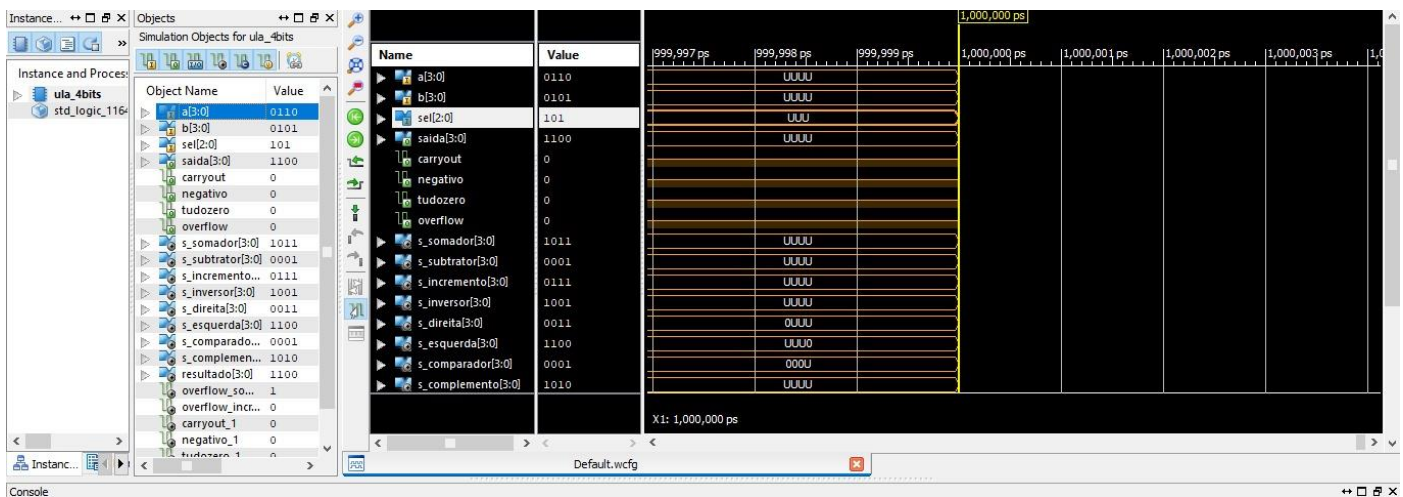 Instance...
Instance and Process
ula_4bits
std_logic_1164
Instanc...
Objects
Simulation Objects for ula_4bits
Object Name Value
a[3:0] 0110
b[3:0] 0101
sel[2:0] 101
saida[3:0] 1100
carryout 0
negativo 0
tudozero 0
overflow 0
s_somador[3:0] 1011
s_subtrator[3:0] 0001
s_incremento... 0111
s_inversor[3:0] 1001
s_direita[3:0] 0011
s_esquerda[3:0] 1100
s_comparado... 0001
s_complemen... 1010
resultado[3:0] 1100
overflow_so... 1
overflow_incr... 0
carryout_1 0
negativo_1 0
tudozero_1 0
1,000,000 ps
Name Value 999,997 ps 999,998 ps 999,999 ps 1,000,000 ps 1,000,001 ps 1,000,002 ps 1,000,003 ps
a[3:0] 0110 UUUU
b[3:0] 0101 UUUU
sel[2:0] 101 UUU
saida[3:0] 1100 UUUU
carryout 0
negativo 0
tudozero 0
overflow 0
s_somador[3:0] 1011 UUUU
s_subtrator[3:0] 0001 UUUU
s_incremento[3:0] 0111 UUUU
s_inversor[3:0] 1001 UUUU
s_direita[3:0] 0011 0UUU
s_esquerda[3:0] 1100 UUU0
s_comparador[3:0] 0001 000U
s_complemento[3:0] 1010 UUUU
X1: 1,000,000 ps
Default.wcfg
Console